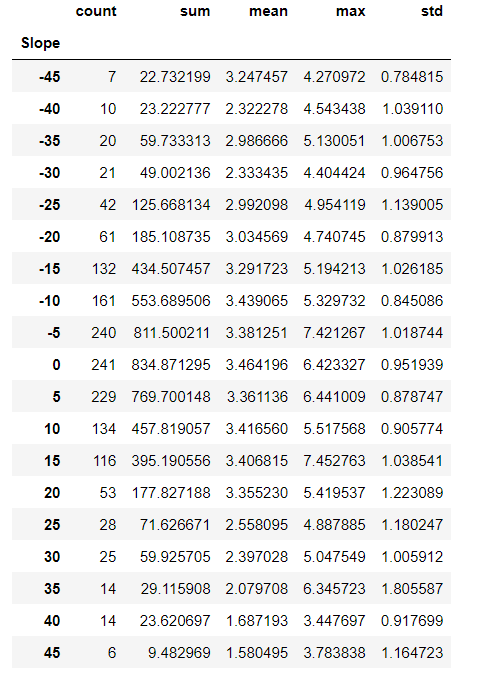 count sum mean max std
Slope
-45 7 22.732199 3.247457 4.270972 0.784815
-40 10 23.222777 2.322278 4.543438 1.039110
-35 20 59.733313 2.986666 5.130051 1.006753
-30 21 49.002136 2.333435 4.404424 0.964756
-25 42 125.668134 2.992098 4.954119 1.139005
-20 61 185.108735 3.034569 4.740745 0.879913
-15 132 434.507457 3.291723 5.194213 1.026185
-10 161 553.689506 3.439065 5.329732 0.845086
-5 240 811.500211 3.381251 7.421267 1.018744
0 241 834.871295 3.464196 6.423327 0.951939
5 229 769.700148 3.361136 6.441009 0.878747
10 134 457.819057 3.416560 5.517568 0.905774
15 116 395.190556 3.406815 7.452763 1.038541
20 53 177.827188 3.355230 5.419537 1.223089
25 28 71.626671 2.558095 4.887885 1.180247
30 25 59.925705 2.397028 5.047549 1.005912
35 14 29.115908 2.079708 6.345723 1.805587
40 14 23.620697 1.687193 3.447697 0.917699
45 6 9.482969 1.580495 3.783838 1.164723